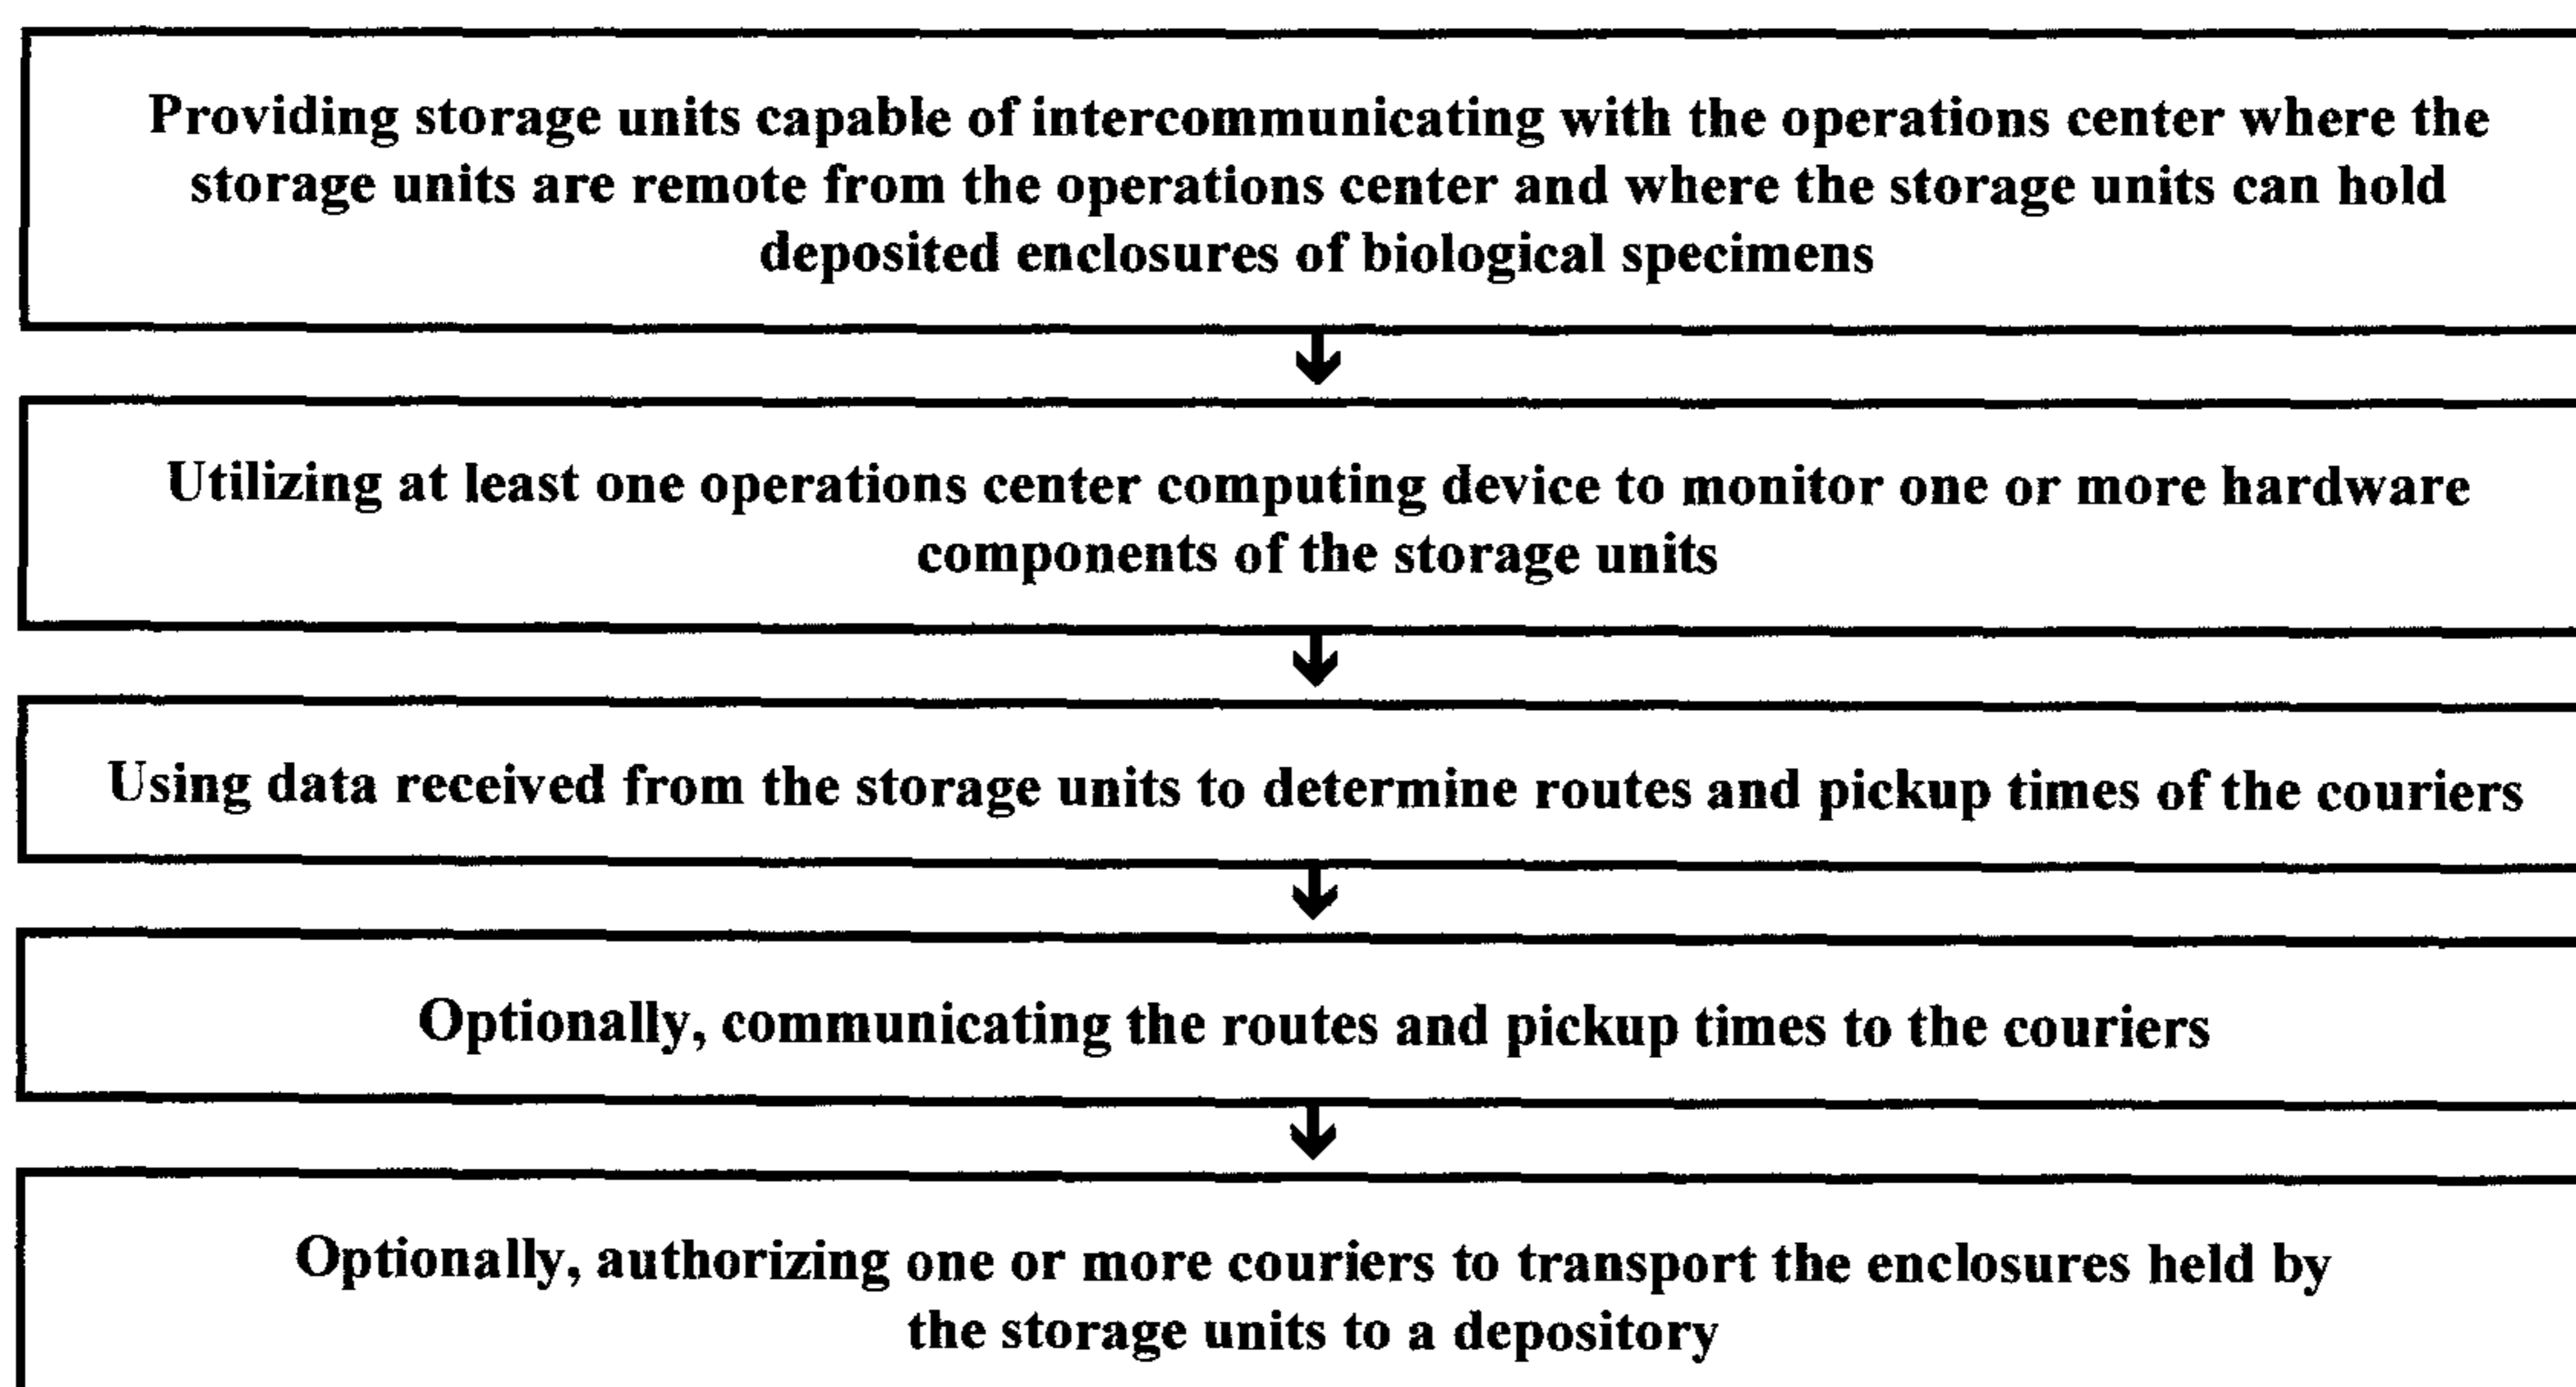 Providing storage units capable of intercommunicating with the operations center where the
storage units are remote from the operations center and where the storage units can hold
deposited enclosures of biological specimens
Utilizing at least one operations center computing device to monitor one or more hardware
components of the storage units
Using data received from the storage units to determine routes and pickup times of the couriers
Optionally, communicating the routes and pickup times to the couriers
Optionally, authorizing one or more couriers to transport the enclosures held by
the storage units to a depository